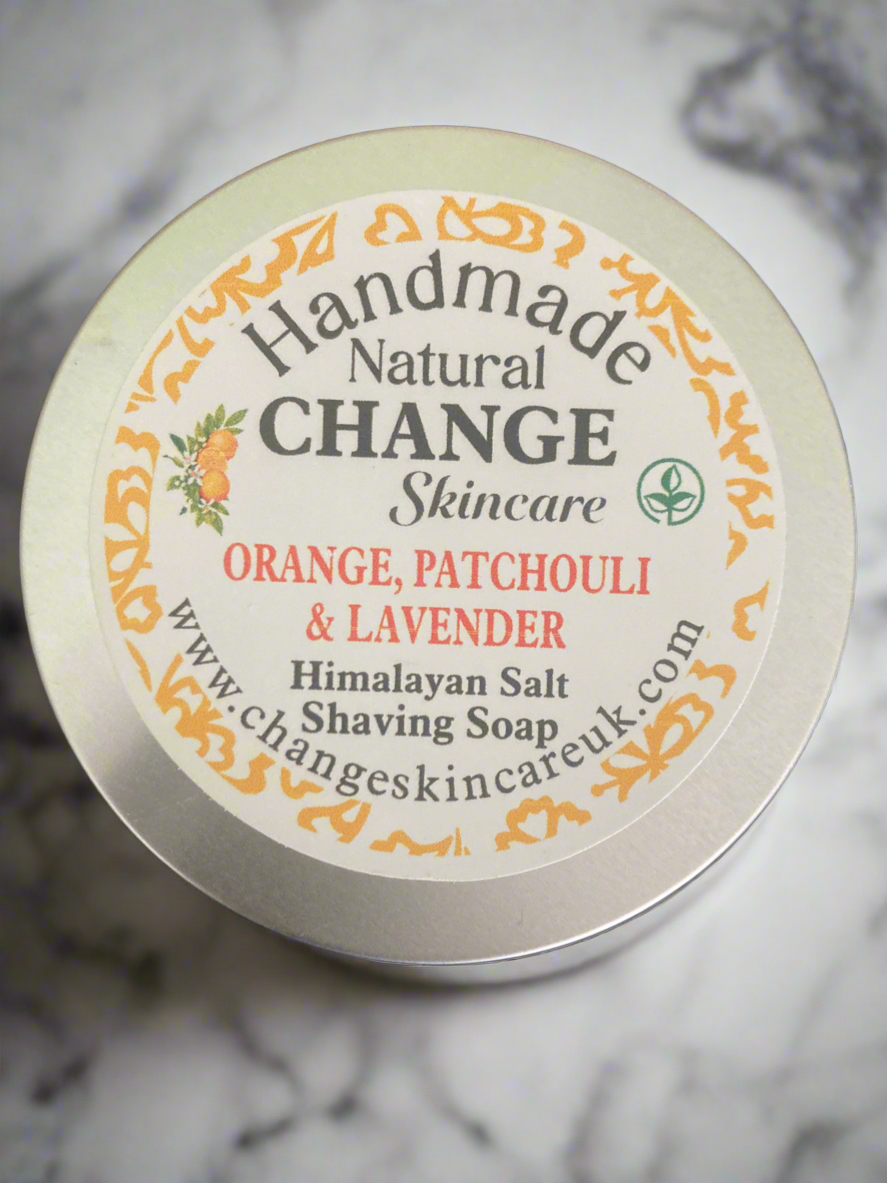 Handmade
Natural
CHANGE
Skincare
ORANGE, PATCHOULI
& LAVENDER
Himalayan Salt
Shaving Soap
www.changeskincareuk.com